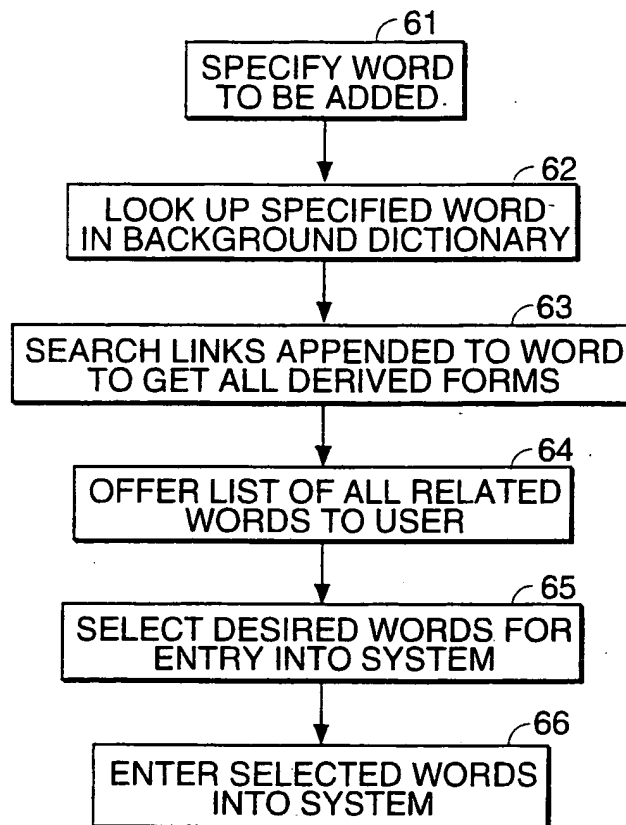 61
SPECIFY WORD
TO BE ADDED.
62
LOOK UP SPECIFIED WORD
IN BACKGROUND DICTIONARY
63
SEARCH LINKS APPENDED TO WORD
TO GET ALL DERIVED FORMS
64
OFFER LIST OF ALL RELATED
WORDS TO USER
65
SELECT DESIRED WORDS FOR
ENTRY INTO SYSTEM
66
ENTER SELECTED WORDS
INTO SYSTEM